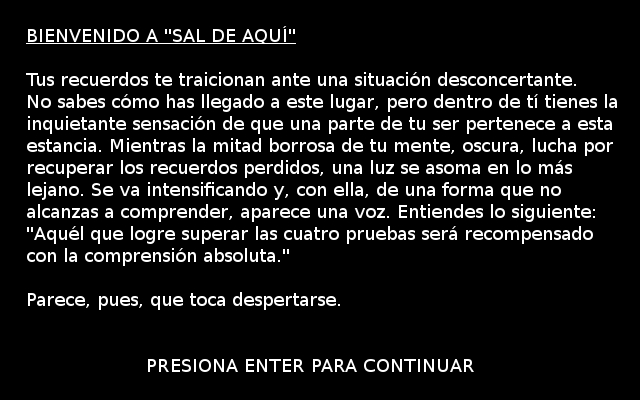 BIENVENIDO A "SAL DE AQUÍ"
Tus recuerdos te traicionan ante una situación desconcertante.
No sabes cómo has llegado a este lugar, pero dentro de tí tienes la
inquietante sensación de que una parte de tu ser pertenece a esta
estancia. Mientras la mitad borrosa de tu mente, oscura, lucha por
recuperar los recuerdos perdidos, una luz se asoma en lo más
lejano. Se va intensificando y, con ella, de una forma que no
alcanzas a comprender, aparece una voz. Entiendes lo siguiente:
"Aquél que logre superar las cuatro pruebas será recompensado
con la comprensión absoluta."
Parece, pues, que toca despertarse.
PRESIONA ENTER PARA CONTINUAR